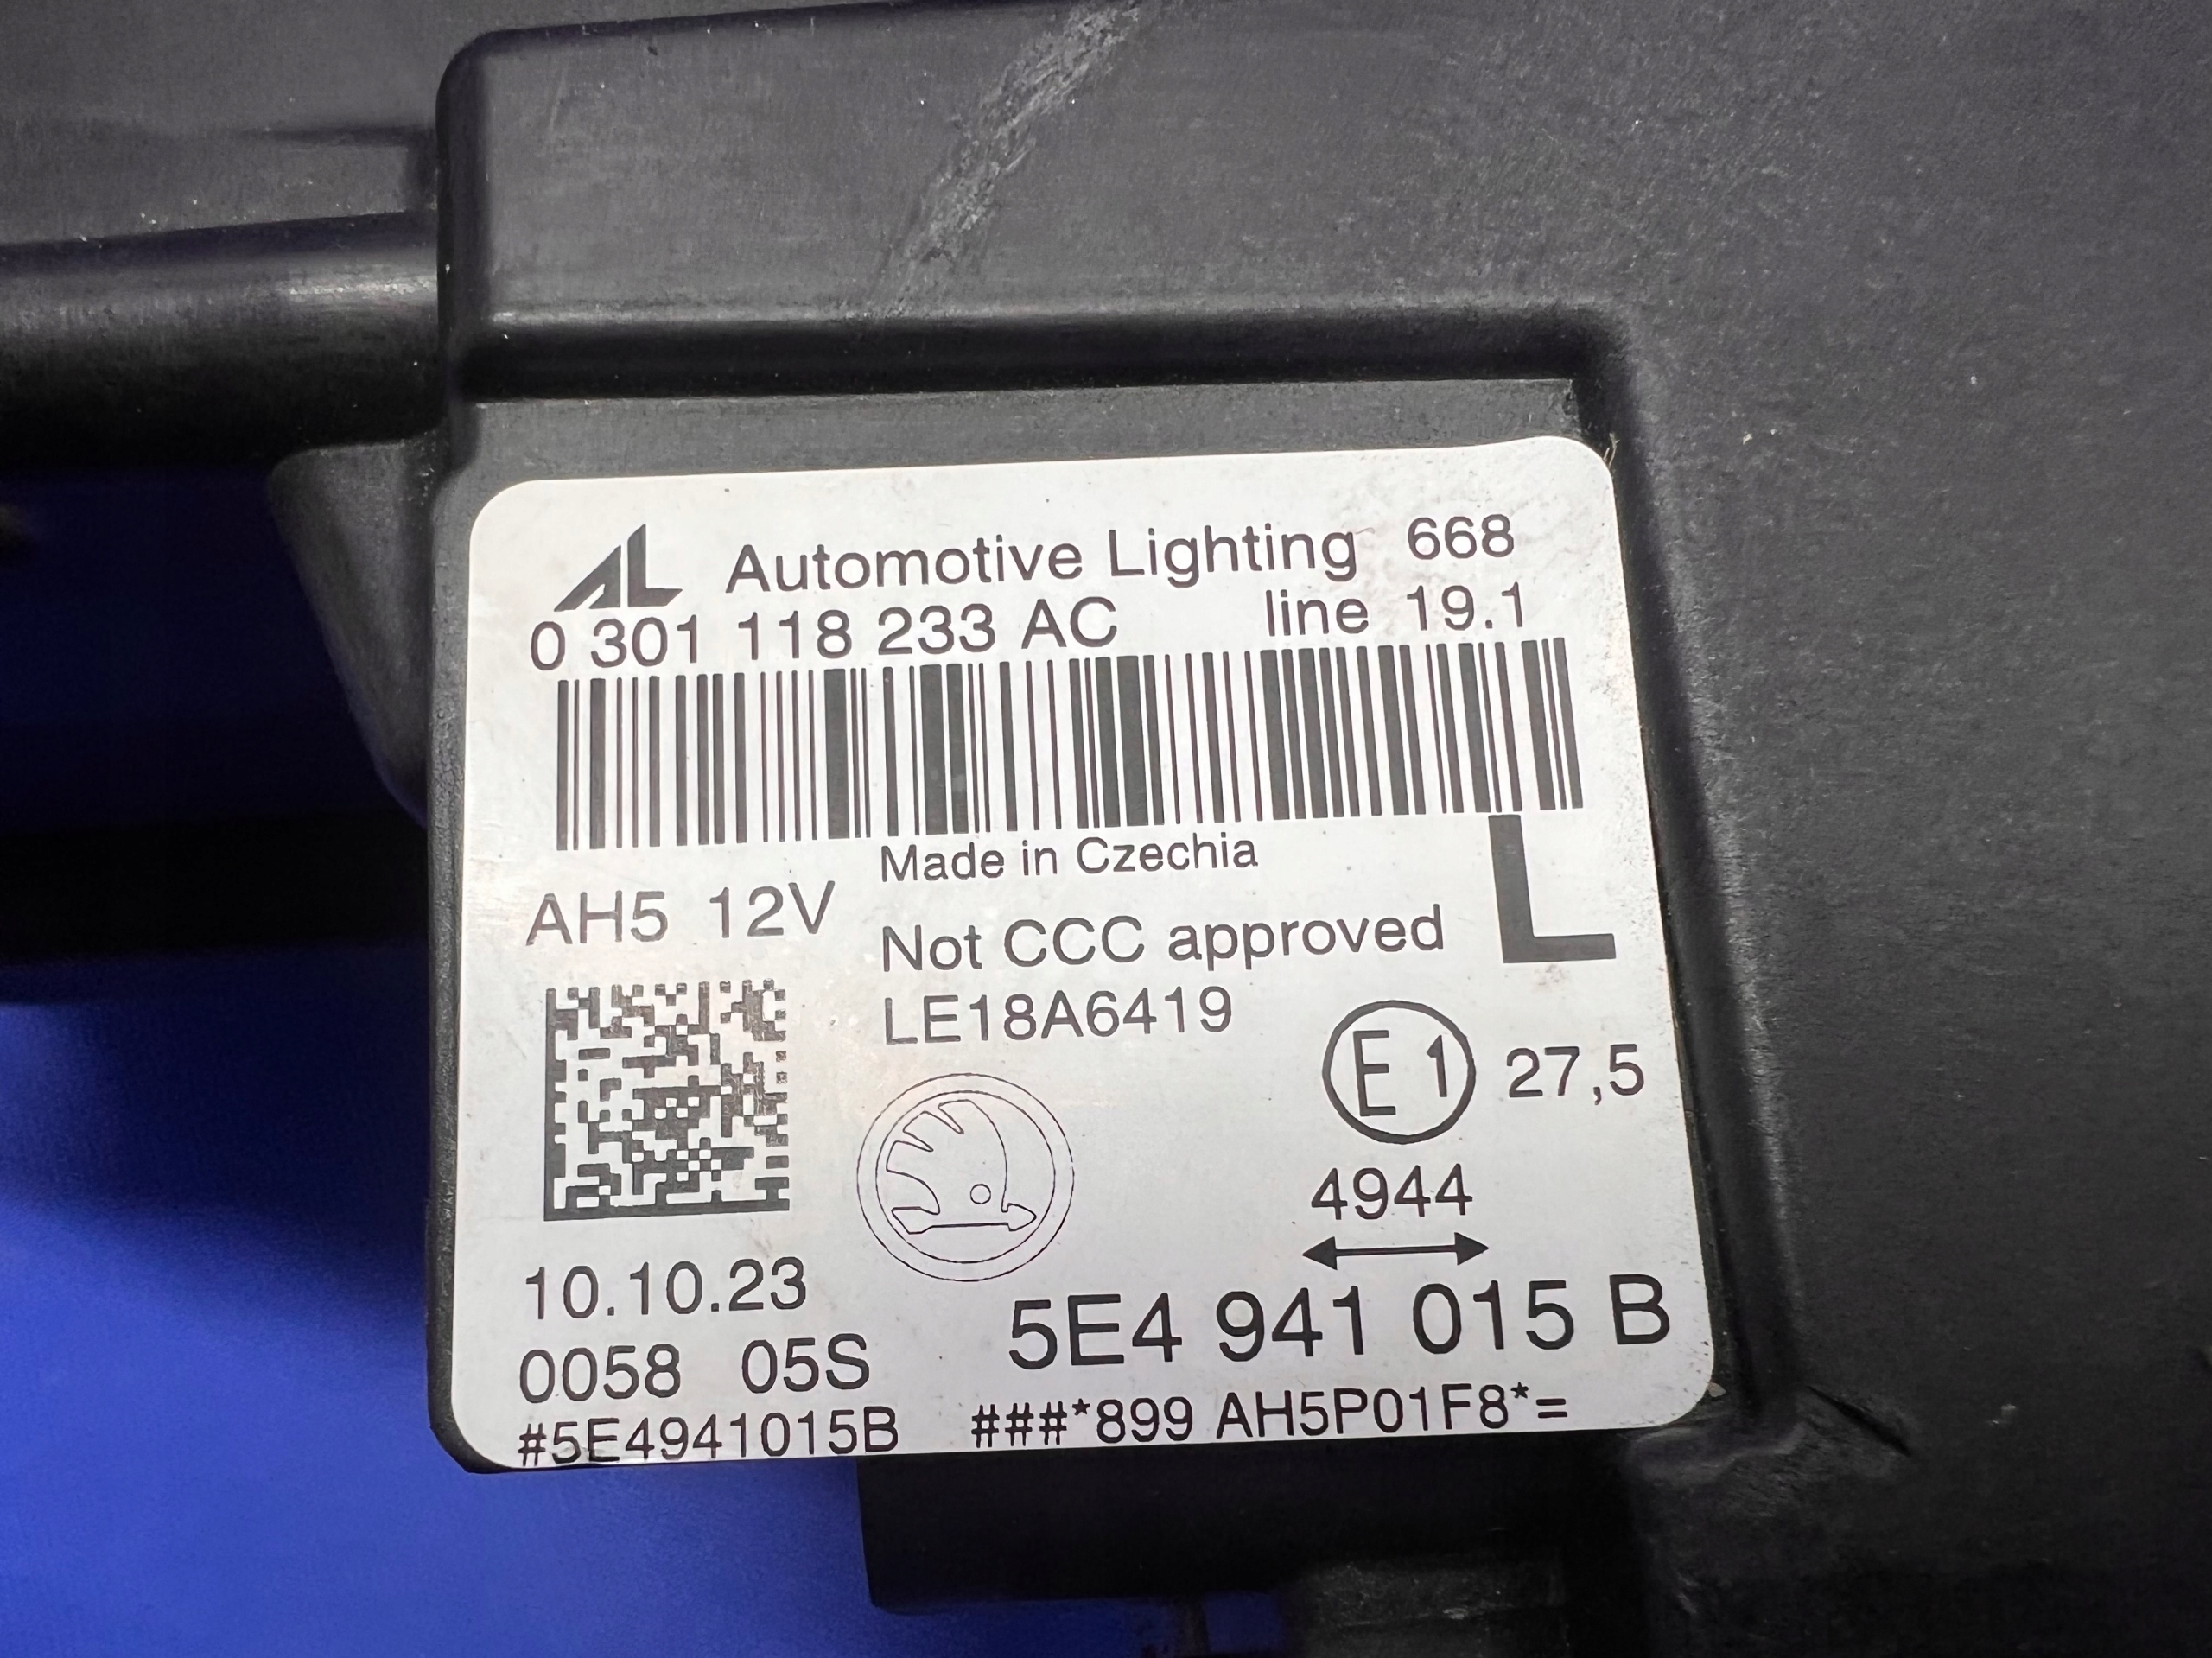 AL Automotive Lighting 668
0 301 118 233 AC line 19.1
Made in Czechia
AH5 12V
Not CCC approved
L
LE18A6419
E1 27,5
4944
10.10.23
5E4 941 015 B
0058 05S
#5E4941015B ###*899 AH5P01F8*=